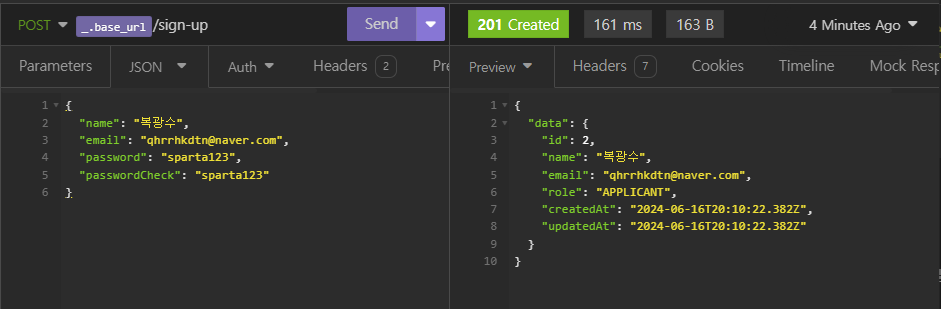 POST _.base_url /sign-up Send
201 Created 161 ms 163 B 4 Minutes Ago
Parameters JSON Auth Headers 2
Preview Headers 7 Cookies Timeline Mock Resp
1 {
2 "name": "복광수",
3 "email": "qhrrhkdtn@naver.com",
4 "password": "sparta123",
5 "passwordCheck": "sparta123"
6 }
1 {
2 "data": {
3 "id": 2,
4 "name": "복광수",
5 "email": "qhrrhkdtn@naver.com",
6 "role": "APPLICANT",
7 "createdAt": "2024-06-16T20:10:22.382Z",
8 "updatedAt": "2024-06-16T20:10:22.382Z"
9 }
10 }